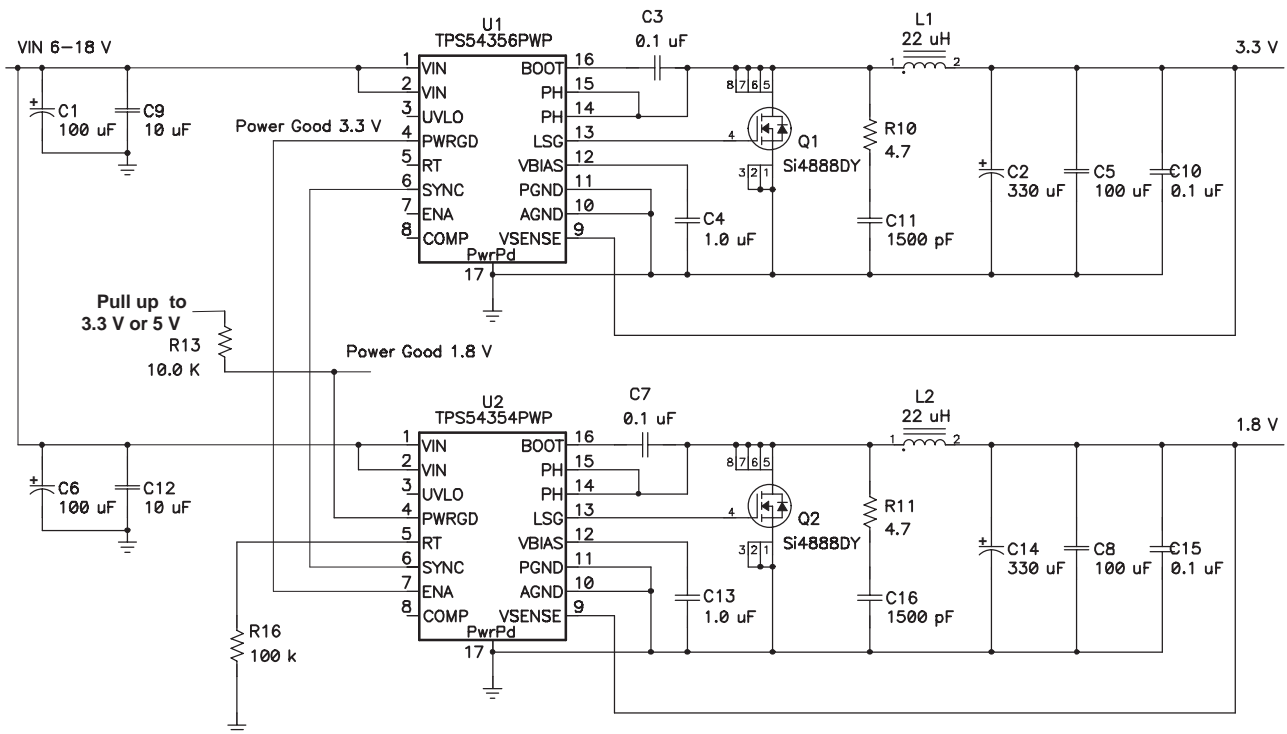 VIN 6–18 V
C1
100 uF
C9
10 uF
Power Good 3.3 V
U1
TPS54356PWP
1 VIN BOOT 16
2 VIN PH 15
3 UVLO PH 14
4 PWRGD LSG 13
5 RT VBIAS 12
6 SYNC PGND 11
7 ENA AGND 10
8 COMP VSENSE 9
PwrPd
17
C3
0.1 uF
8 7 6 5
4
3 2 1
Q1
Si4888DY
C4
1.0 uF
R10
4.7
C11
1500 pF
L1
22 uH
1 2
3.3 V
C2
330 uF
C5
100 uF
C10
0.1 uF
Pull up to
3.3 V or 5 V
R13
10.0 K
Power Good 1.8 V
C6
100 uF
C12
10 uF
R16
100 k
U2
TPS54354PWP
1 VIN BOOT 16
2 VIN PH 15
3 UVLO PH 14
4 PWRGD LSG 13
5 RT VBIAS 12
6 SYNC PGND 11
7 ENA AGND 10
8 COMP VSENSE 9
PwrPd
17
C7
0.1 uF
8 7 6 5
4
3 2 1
Q2
Si4888DY
C13
1.0 uF
R11
4.7
C16
1500 pF
L2
22 uH
1 2
1.8 V
C14
330 uF
C8
100 uF
C15
0.1 uF